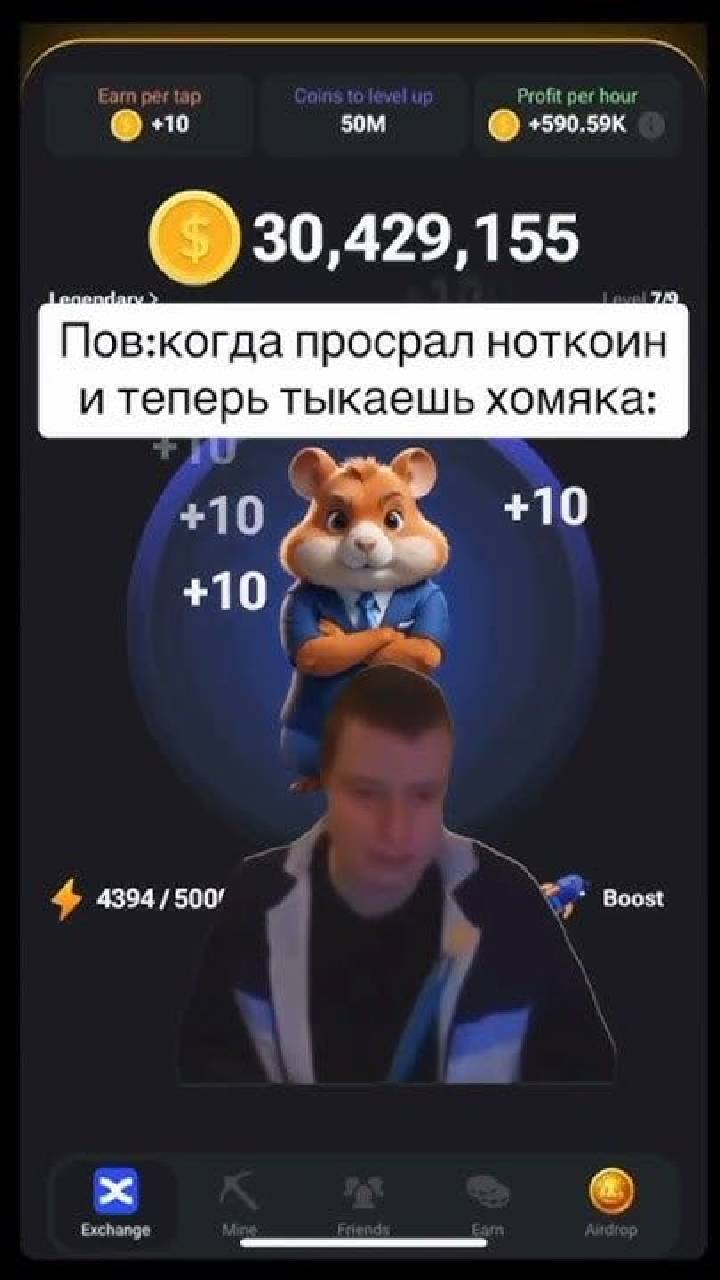 Earn per tap
+10
Coins to level up
50M
Profit per hour
+590.59K
$ 30,429,155
Legendary >
Level 7/9
+10
Пов:когда просрал ноткоин
и теперь тыкаешь хомяка:
+10
+10
+10
+10
4394 / 500
Boost
Exchange
Mine
Friends
Earn
Airdrop